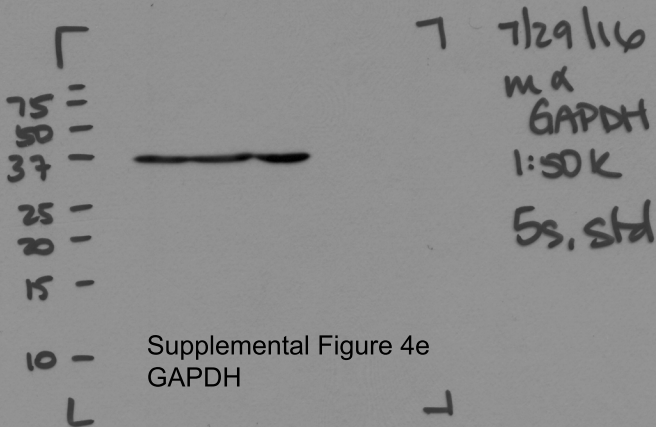 7/29/16
mα
GAPDH
1:50K
5s, std
75
50
37
25
20
15
10
Supplemental Figure 4e
GAPDH